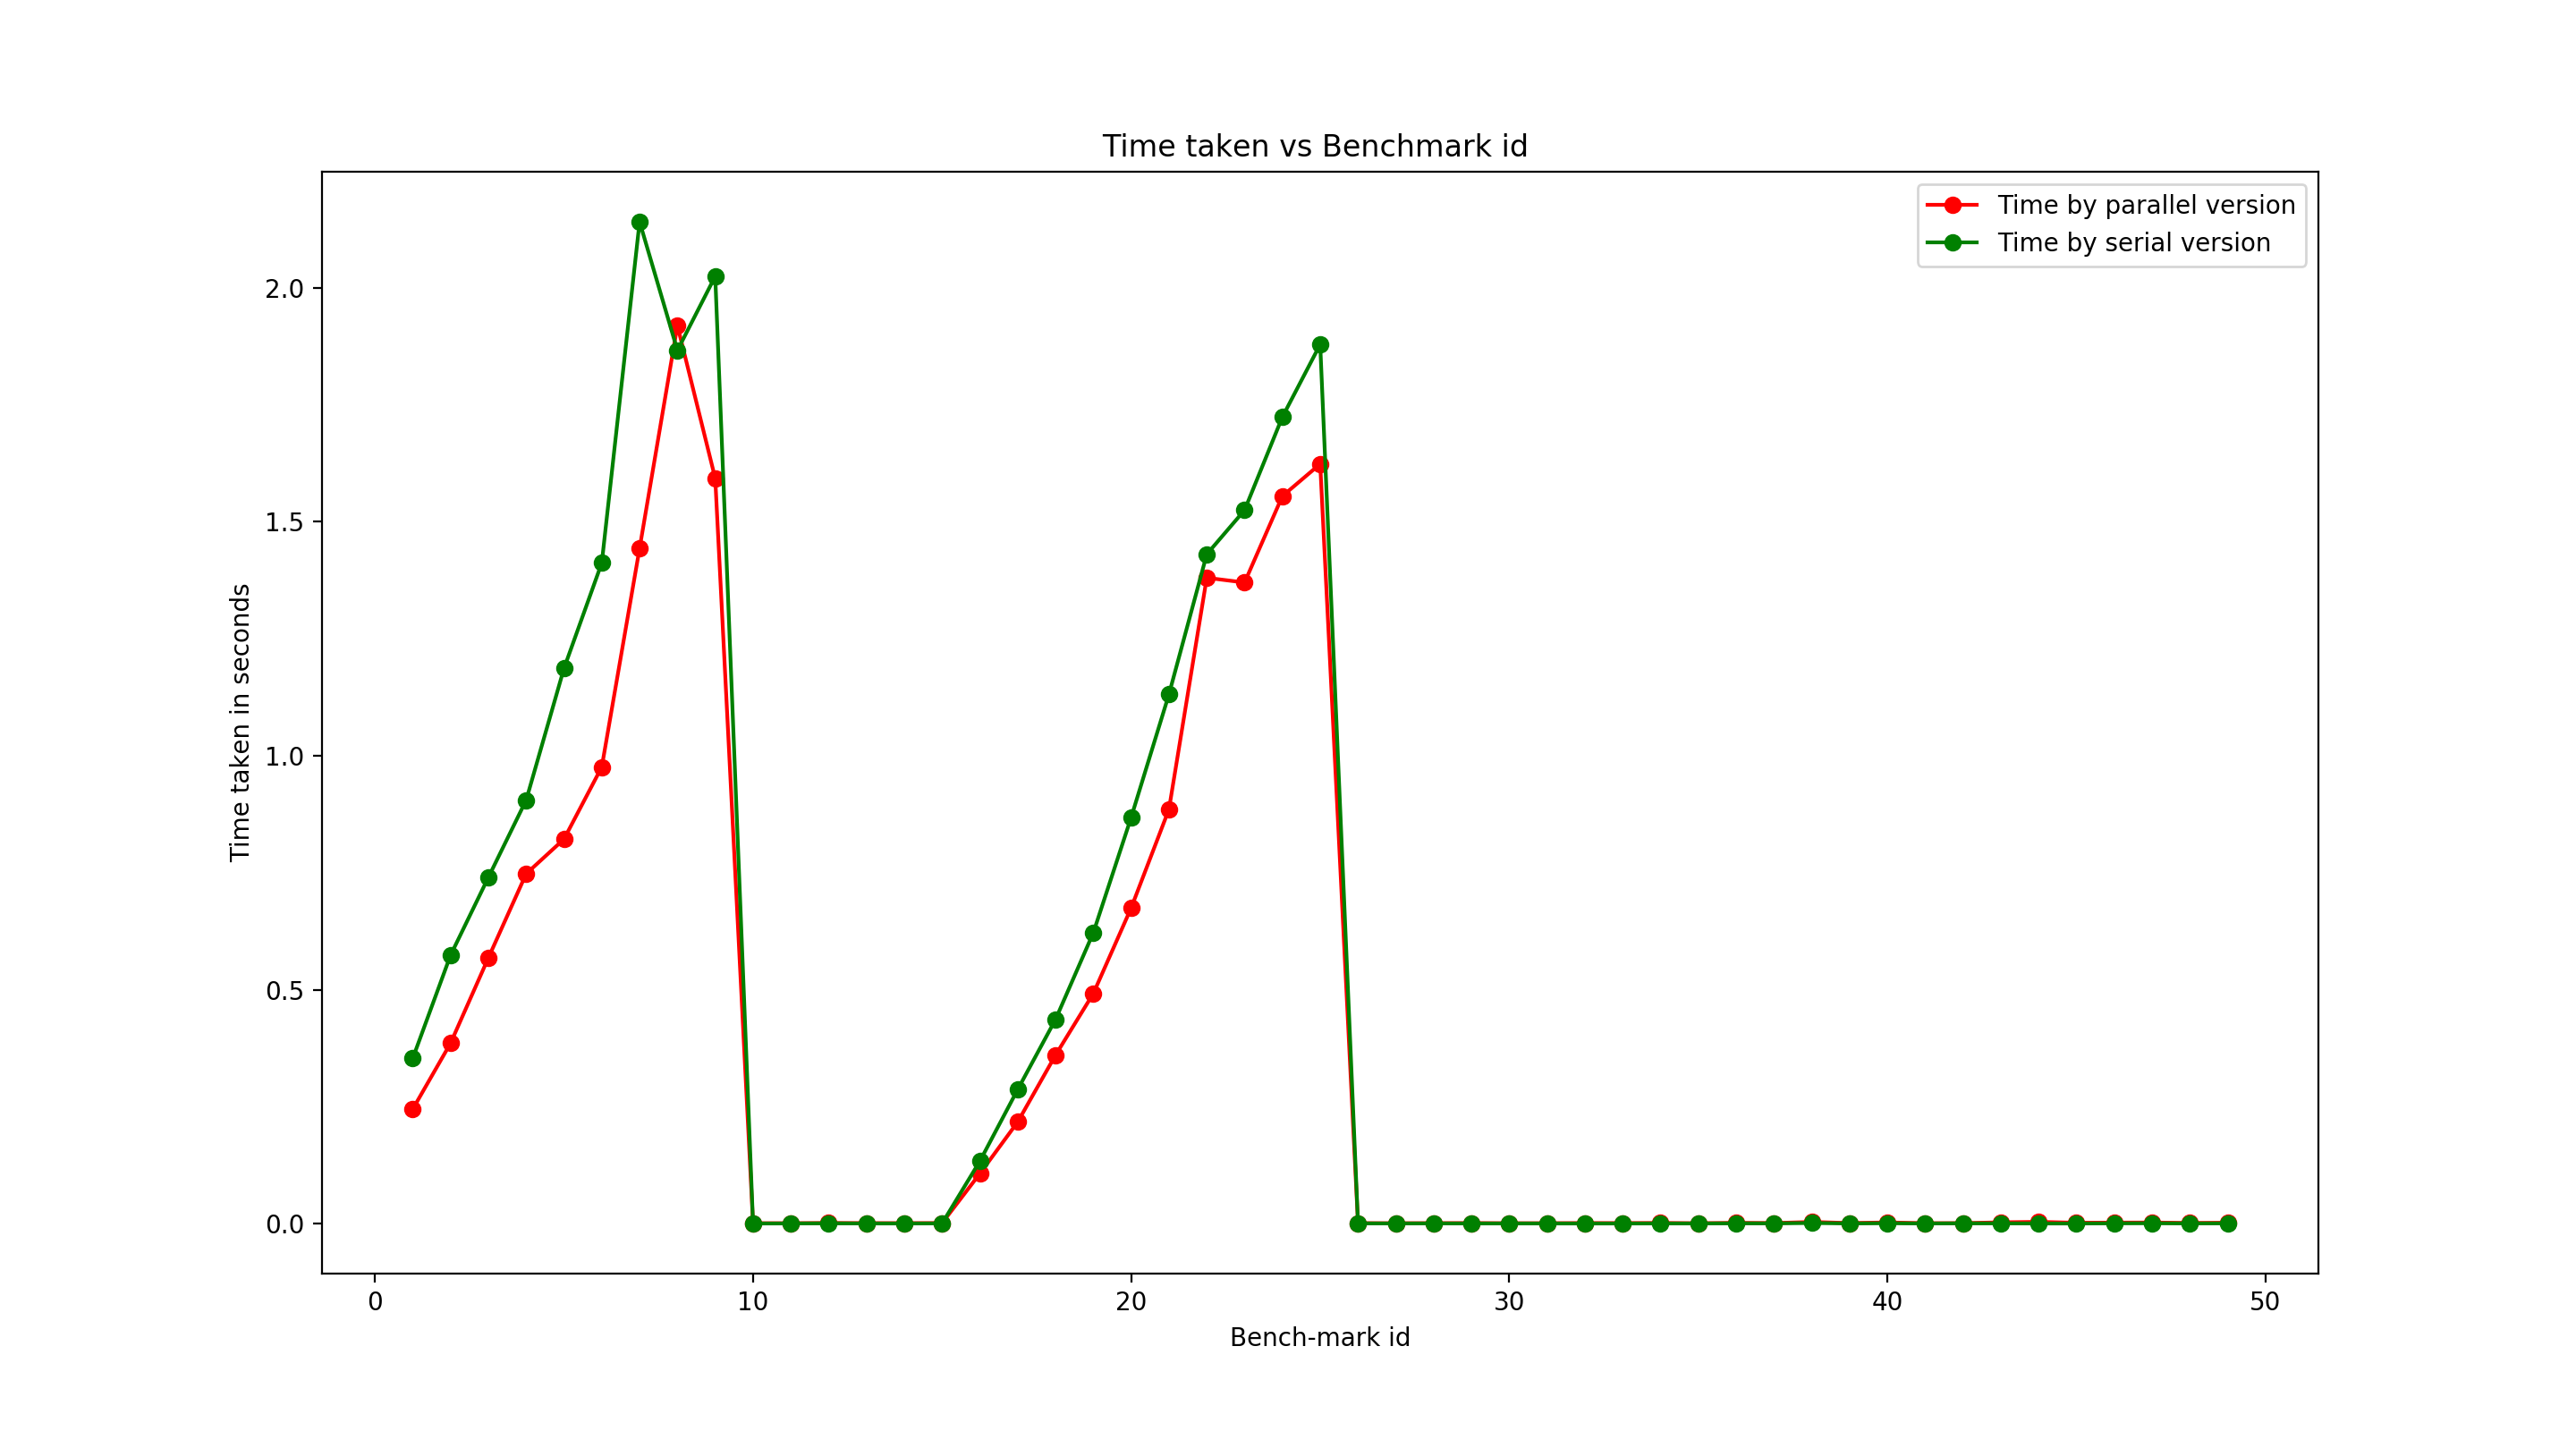 Time taken vs Benchmark id
Time by parallel version
Time by serial version
Time taken in seconds
2.0
1.5
1.0
0.5
0.0
0
10
20
30
40
50
Bench-mark id